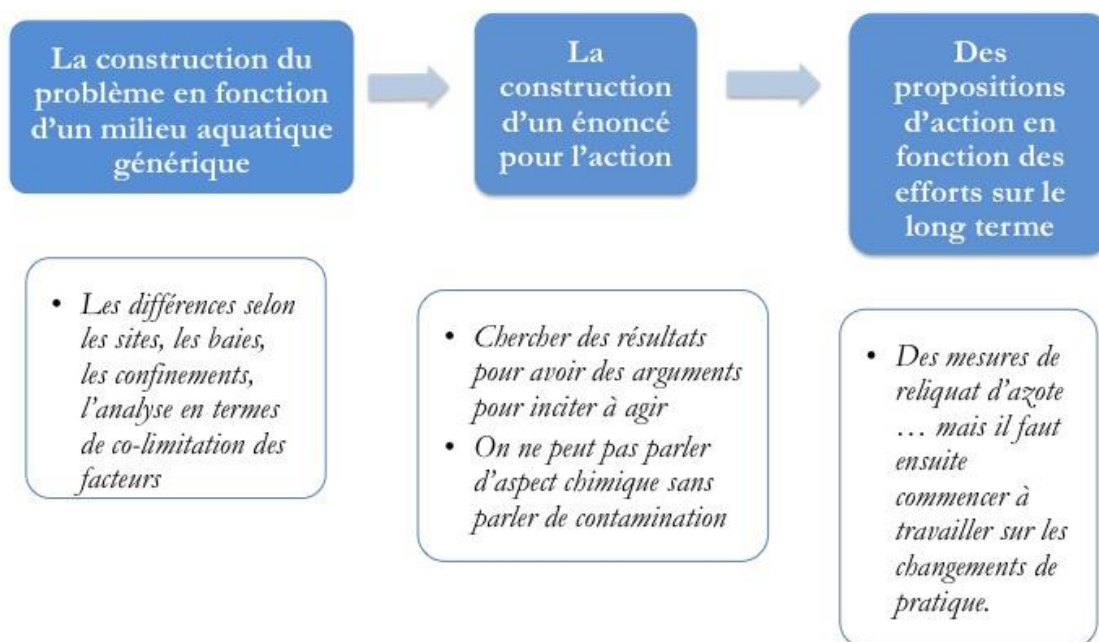 La construction du
problème en fonction
d’un milieu aquatique
générique
La
construction
d’un énoncé
pour l’action
Des
propositions
d’action en
fonction des
efforts sur le
long terme
• Les différences selon
les sites, les baies,
les confinements,
l’analyse en termes
de co-limitation des
facteurs
• Chercher des résultats
pour avoir des arguments
pour inciter à agir
• On ne peut pas parler
d’aspect chimique sans
parler de contamination
• Des mesures de
reliquat d’azote
… mais il faut
ensuite
commencer à
travailler sur les
changements de
pratique.